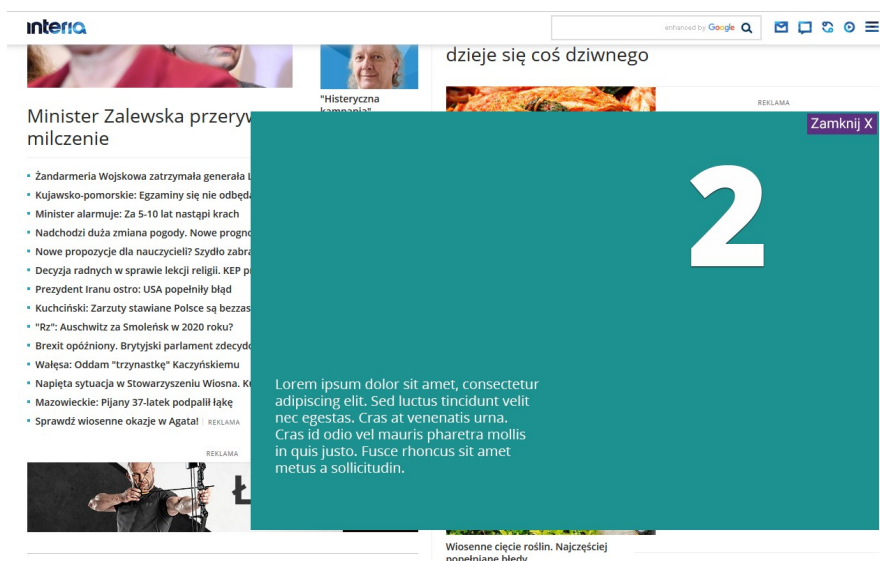 interia
enhanced by Google
dzieje się coś dziwnego
"Histeryczna
kampania"
REKLAMA
Minister Zalewska przeryw
milczenie
Żandarmeria Wojskowa zatrzymała generała
Kujawsko-pomorskie: Egzaminy się nie odbędą
Minister alarmuje: Za 5-10 lat nastąpi krach
Nadchodzi duża zmiana pogody. Nowe progno
Nowe propozycje dla nauczycieli? Szydło zabra
Decyzja radnych w sprawie lekcji religii. KEP
Prezydent Iranu ostro: USA popełniły błąd
Kuchciński: Zarzuty stawiane Polsce są bezzas
"Rz": Auschwitz za Smoleńsk w 2020 roku?
Brexit opóźniony. Brytyjski parlament zdecydo
Wałęsa: Oddam "trzynastkę" Kaczyńskiemu
Napięta sytuacja w Stowarzyszeniu Wiosna.
Mazowieckie: Pijany 37-latek podpalił łąkę
Sprawdź wiosenne okazje w Agata! | REKLAMA
REKLAMA
Ł
Zamknij X
2
Lorem ipsum dolor sit amet, consectetur
adipiscing elit. Sed luctus tincidunt velit
nec egestas. Cras at venenatis urna.
Cras id odio vel mauris pharetra mollis
in quis justo. Fusce rhoncus sit amet
metus a sollicitudin.
Wiosenne cięcie roślin. Najczęściej
popełniane błędy